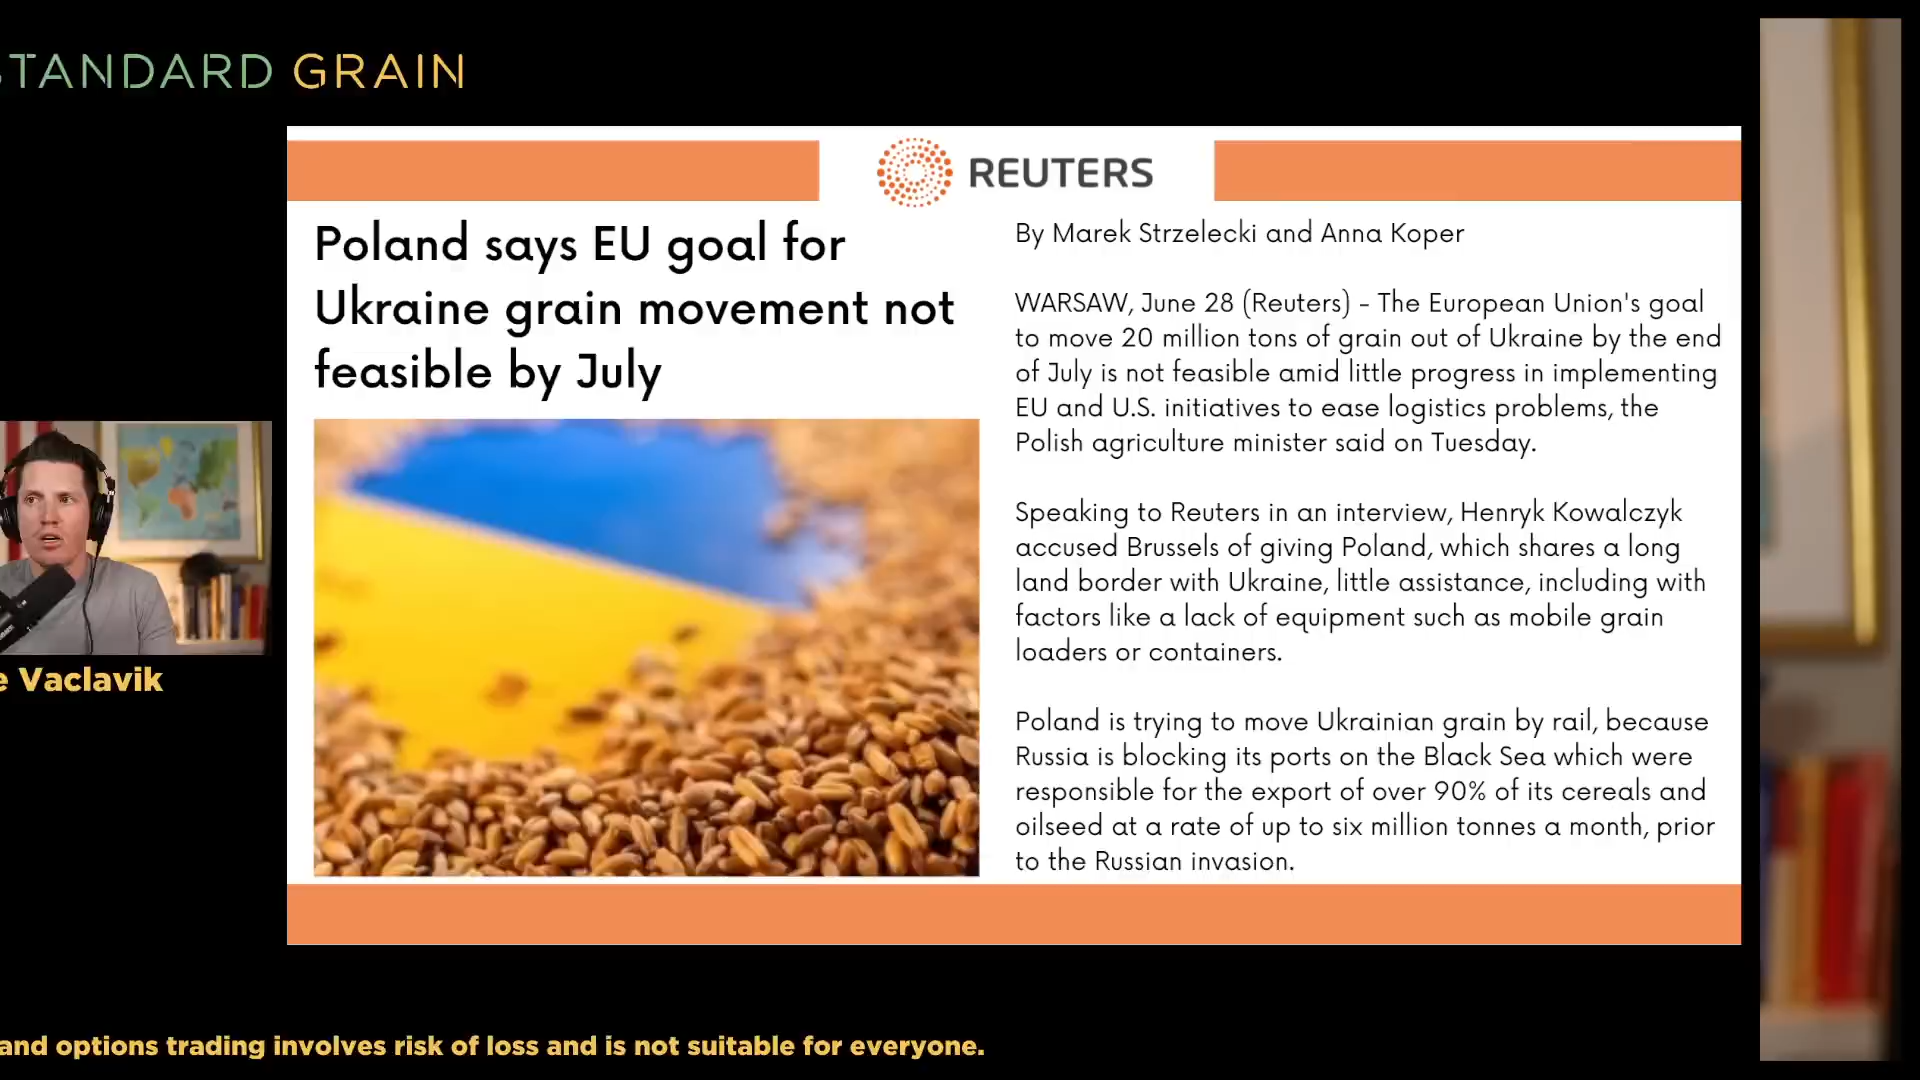 STANDARD GRAIN
REUTERS
Poland says EU goal for
Ukraine grain movement not
feasible by July
By Marek Strzelecki and Anna Koper
WARSAW, June 28 (Reuters) - The European Union's goal
to move 20 million tons of grain out of Ukraine by the end
of July is not feasible amid little progress in implementing
EU and U.S. initiatives to ease logistics problems, the
Polish agriculture minister said on Tuesday.
Speaking to Reuters in an interview, Henryk Kowalczyk
accused Brussels of giving Poland, which shares a long
land border with Ukraine, little assistance, including with
factors like a lack of equipment such as mobile grain
loaders or containers.
Poland is trying to move Ukrainian grain by rail, because
Russia is blocking its ports on the Black Sea which were
responsible for the export of over 90% of its cereals and
oilseed at a rate of up to six million tonnes a month, prior
to the Russian invasion.
e Vaclavik
and options trading involves risk of loss and is not suitable for everyone.